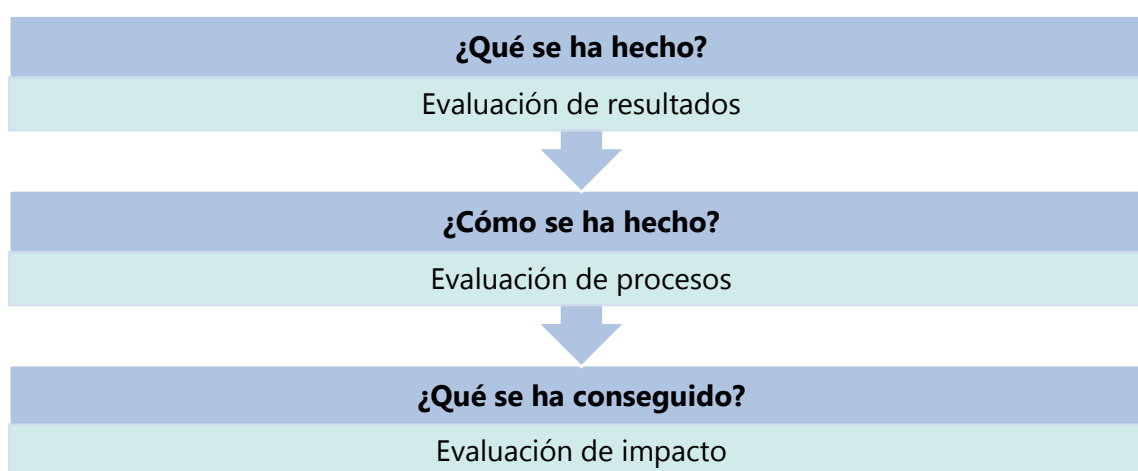 ¿Qué se ha hecho?
Evaluación de resultados
¿Cómo se ha hecho?
Evaluación de procesos
¿Qué se ha conseguido?
Evaluación de impacto